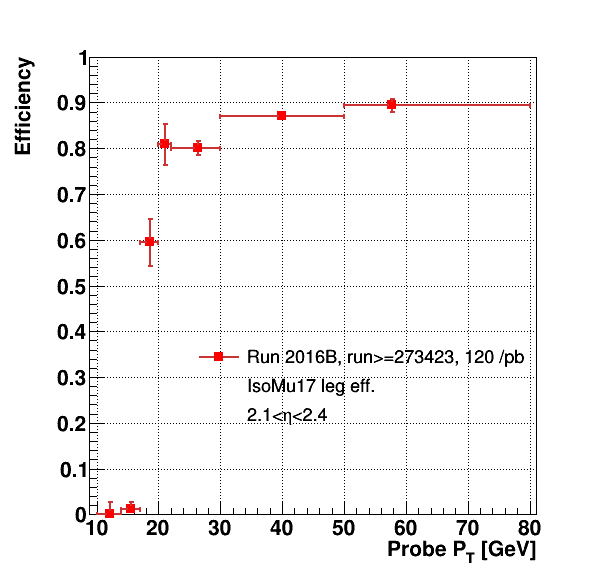 Efficiency
1
0.9
0.8
0.7
0.6
0.5
0.4
0.3
0.2
0.1
0
Run 2016B, run>=273423, 120 /pb
IsoMu17 leg eff.
2.1<η<2.4
10 20 30 40 50 60 70 80
Probe P_T [GeV]